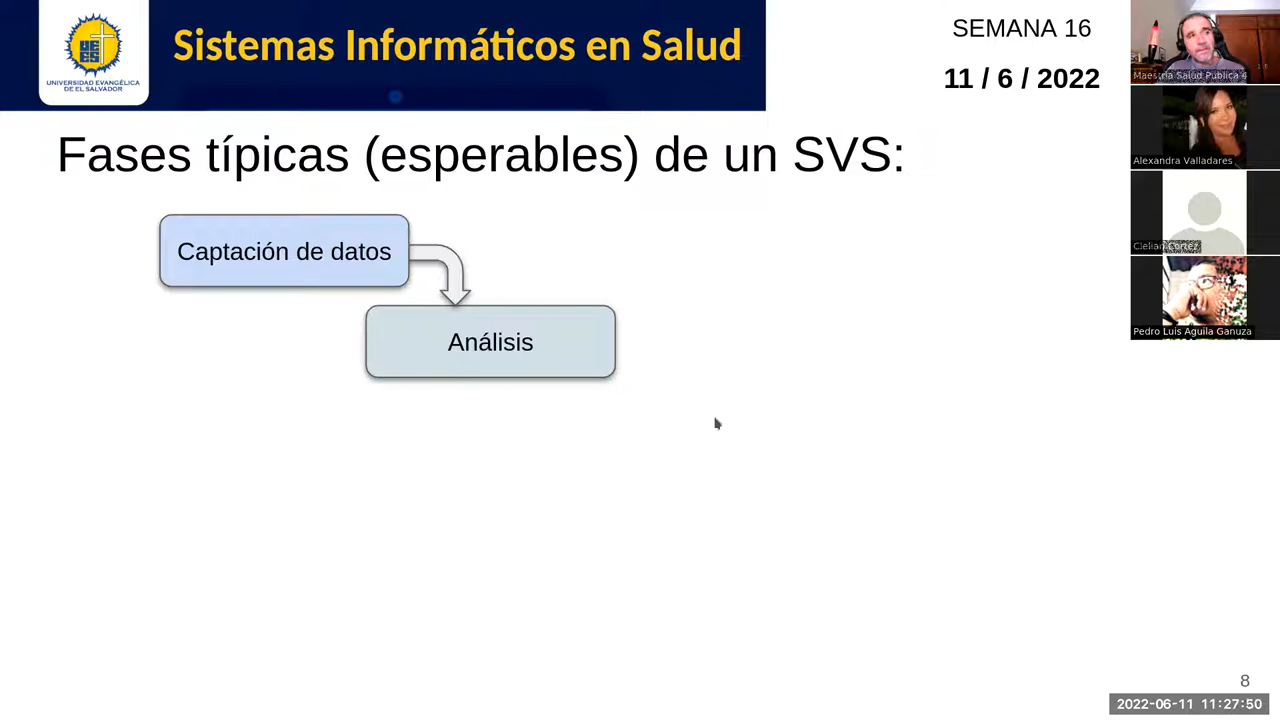 Sistemas Informáticos en Salud
UNIVERSIDAD EVANGÉLICA
DE EL SALVADOR
SEMANA 16
11 / 6 / 2022
Fases típicas (esperables) de un SVS:
Captación de datos
Análisis
Maestría Salud Pública 4
Alexandra Valladares
Clelian Cortez
Pedro Luis Aguila Ganuza
8
2022-06-11 11:27:50